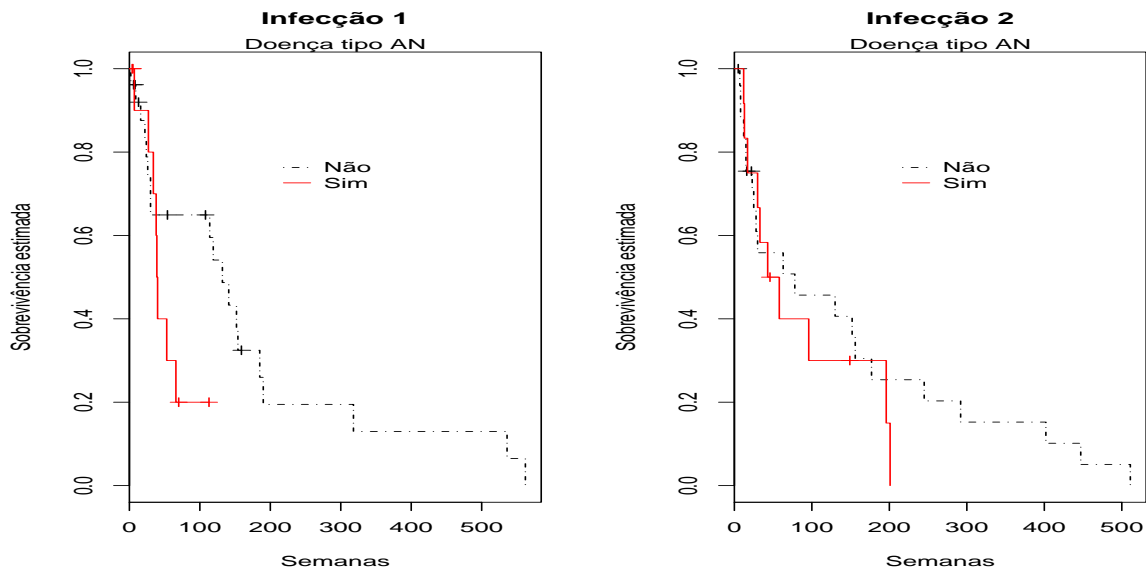 Infecção 1
Doença tipo AN
Sobrevivência estimada
1.0
0.8
0.6
0.4
0.2
0.0
Não
Sim
0 100 200 300 400 500
Semanas
Infecção 2
Doença tipo AN
Sobrevivência estimada
1.0
0.8
0.6
0.4
0.2
0.0
Não
Sim
0 100 200 300 400 500
Semanas